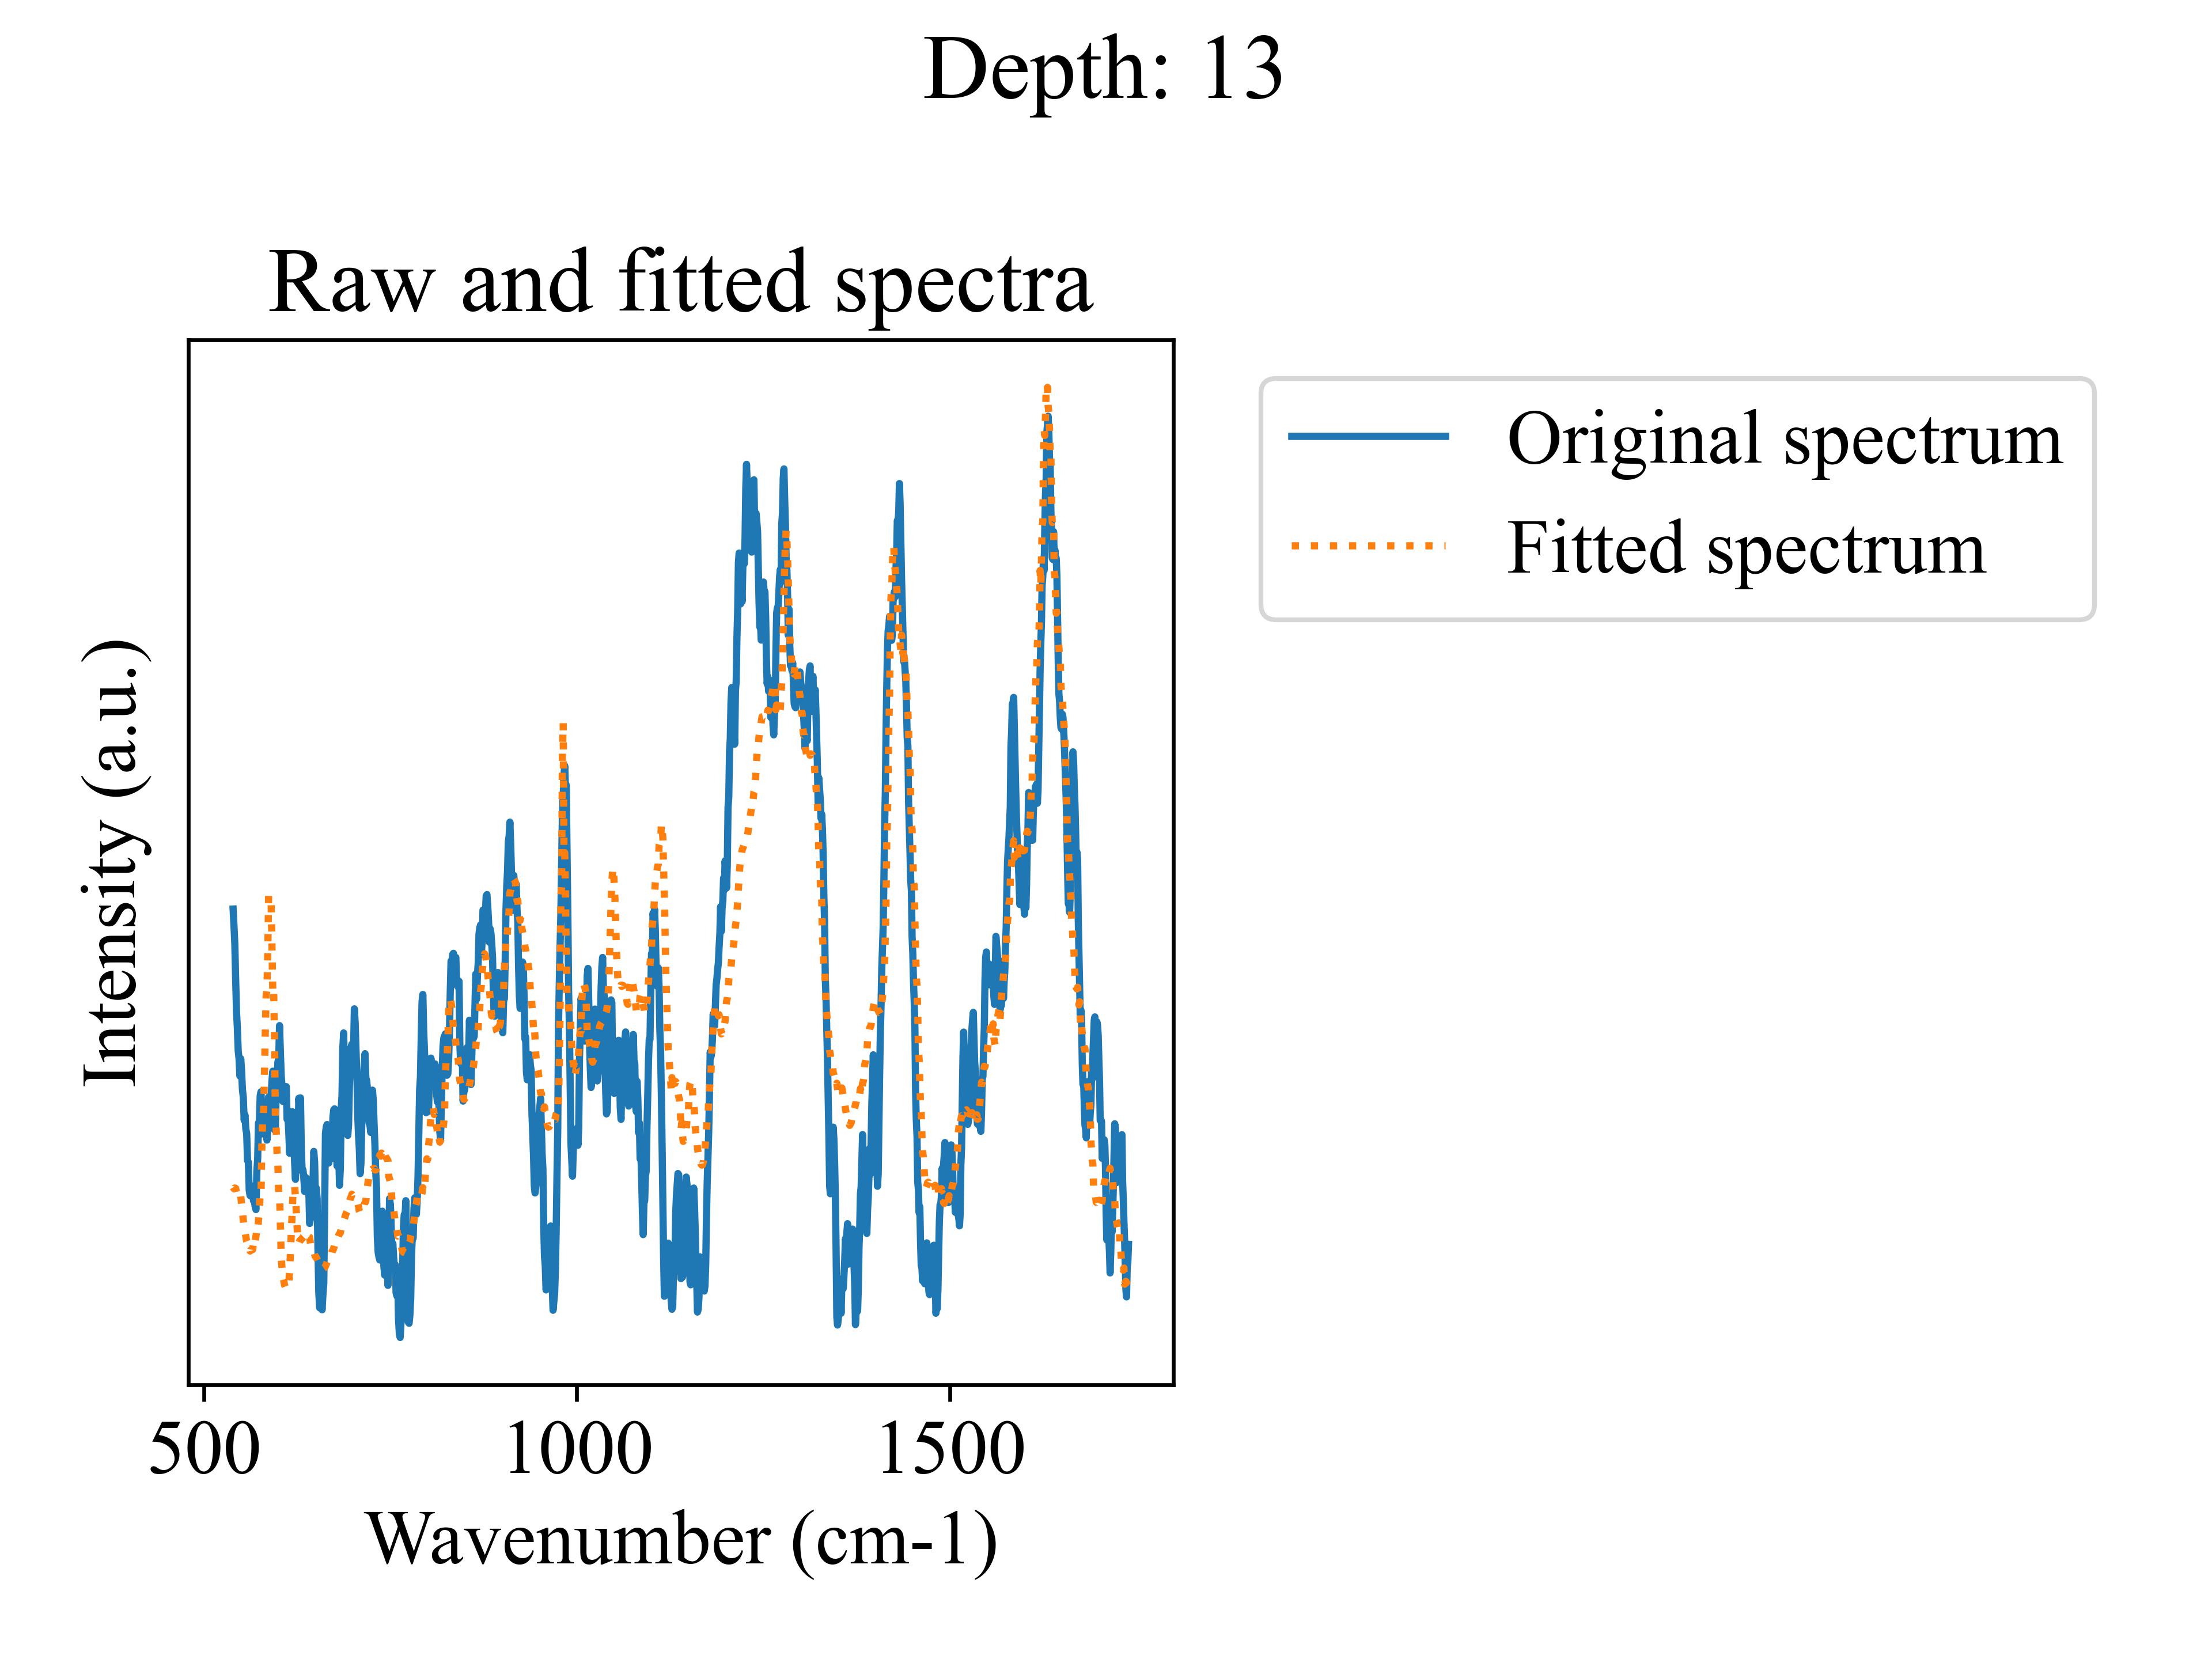 Depth: 13
Raw and fitted spectra
Original spectrum
Fitted spectrum
Intensity (a.u.)
500 1000 1500
Wavenumber (cm-1)